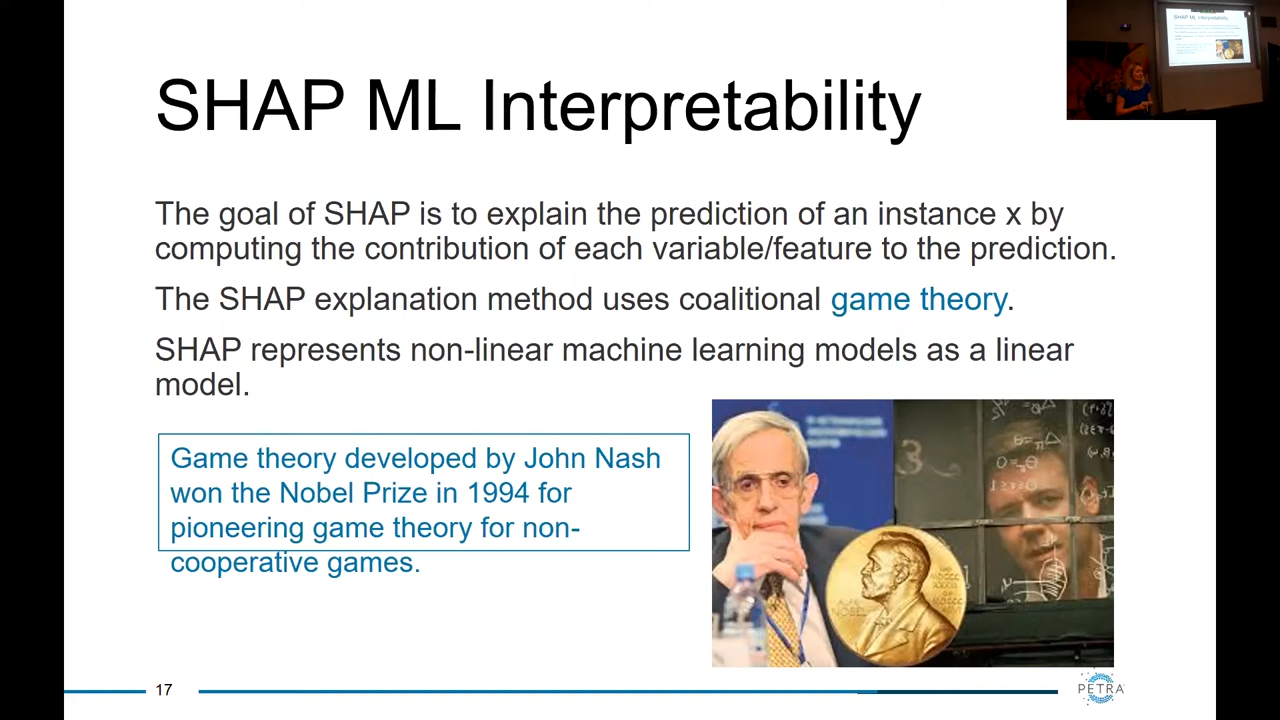 SHAP ML Interpretability
The goal of SHAP is to explain the prediction of an instance x by
computing the contribution of each variable/feature to the prediction.
The SHAP explanation method uses coalitional game theory.
SHAP represents non-linear machine learning models as a linear
model.
Game theory developed by John Nash
won the Nobel Prize in 1994 for
pioneering game theory for non-
cooperative games.
17
PETRA